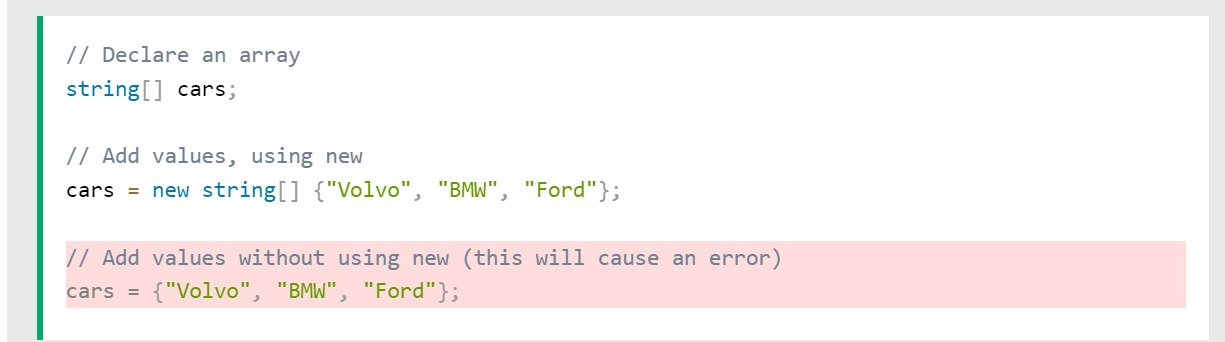 // Declare an array
string[] cars;
// Add values, using new
cars = new string[] {"Volvo", "BMW", "Ford"};
// Add values without using new (this will cause an error)
cars = {"Volvo", "BMW", "Ford"};